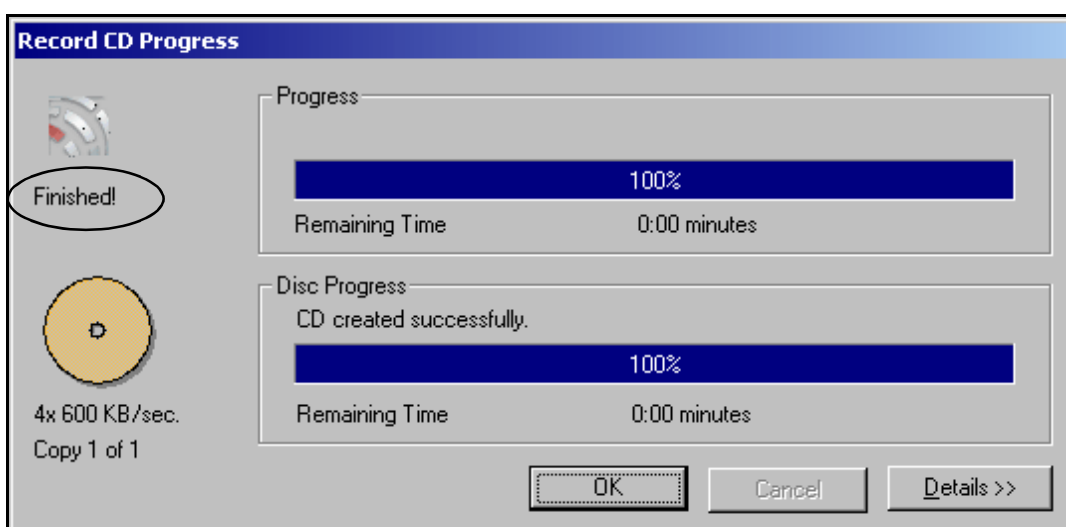 Record CD Progress
Finished!
4x 600 KB/sec.
Copy 1 of 1
Progress
100%
Remaining Time 0:00 minutes
Disc Progress
CD created successfully.
100%
Remaining Time 0:00 minutes
OK Cancel Details >>